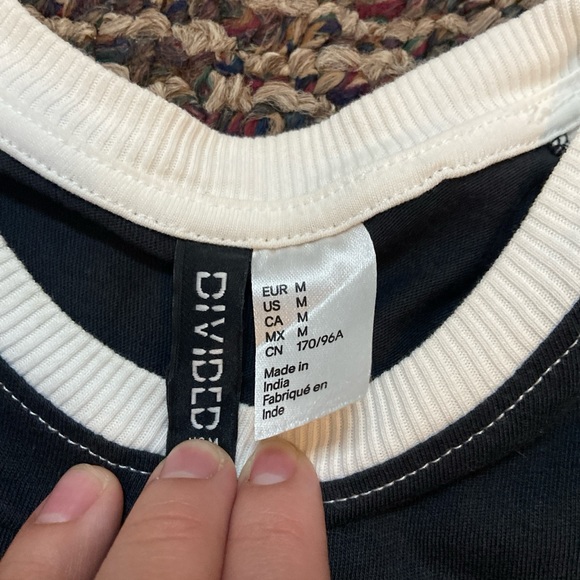 DIVIDED
EUR M
US M
CA M
MX M
CN 170/96A
Made in
India
Fabriqué en
Inde